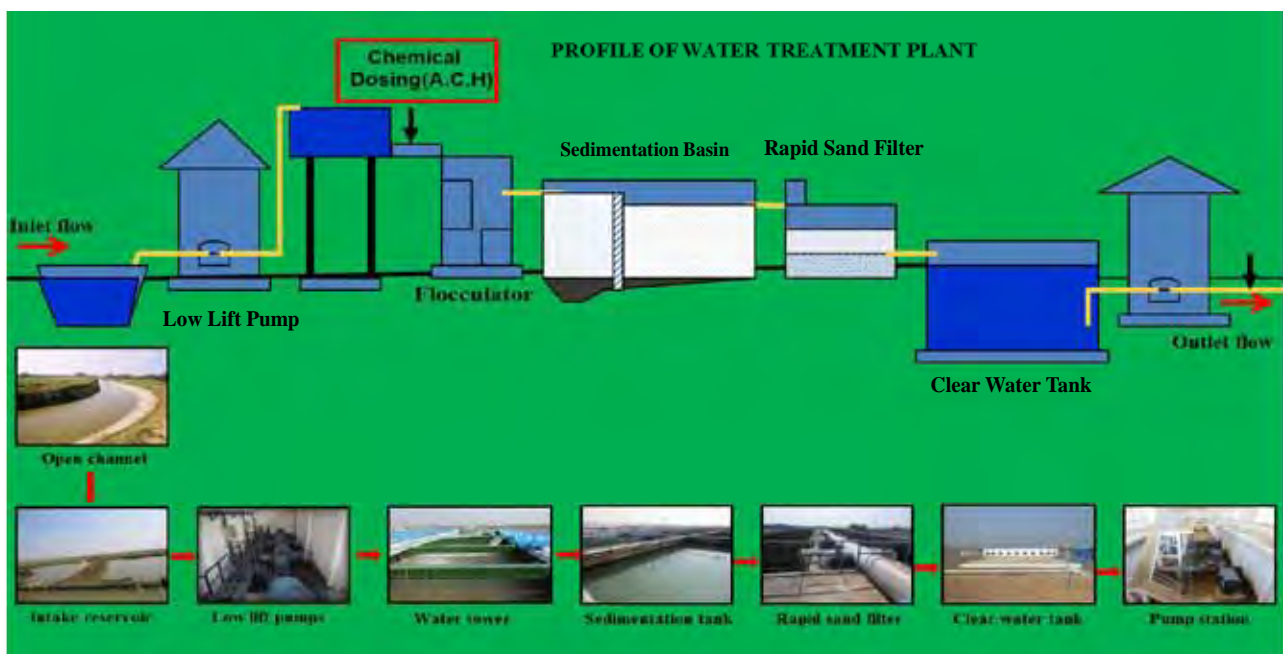 PROFILE OF WATER TREATMENT PLANT
Chemical
Dosing(A.C.H)
Sedimentation Basin
Rapid Sand Filter
Inlet flow
Flocculator
Low Lift Pump
Outlet flow
Clear Water Tank
Open channel
Intake reservoir
Low lift pumps
Water tower
Sedimentation tank
Rapid sand filter
Clear water tank
Pump station